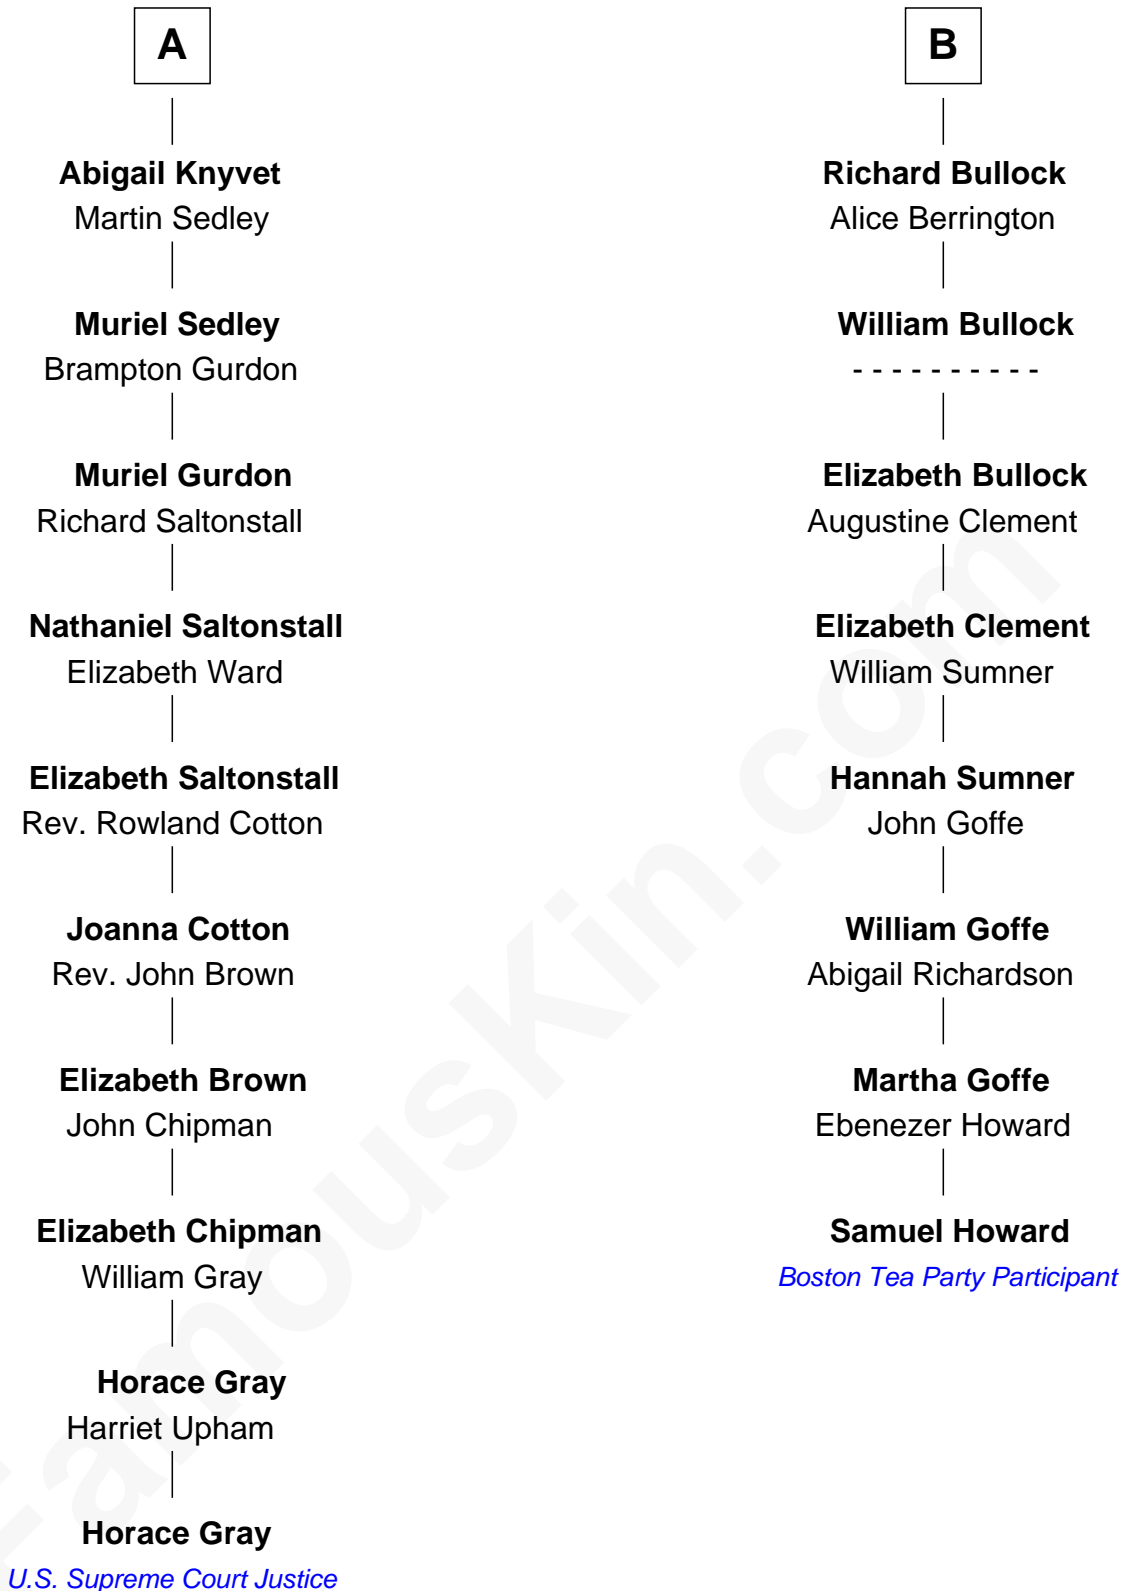 A
Abigail Knyvet
Martin Sedley
Muriel Sedley
Brampton Gurdon
Muriel Gurdon
Richard Saltonstall
Nathaniel Saltonstall
Elizabeth Ward
Elizabeth Saltonstall
Rev. Rowland Cotton
Joanna Cotton
Rev. John Brown
Elizabeth Brown
John Chipman
Elizabeth Chipman
William Gray
Horace Gray
Harriet Upham
Horace Gray
U.S. Supreme Court Justice
B
Richard Bullock
Alice Berrington
William Bullock
- - - - - - - - - -
Elizabeth Bullock
Augustine Clement
Elizabeth Clement
William Sumner
Hannah Sumner
John Goffe
William Goffe
Abigail Richardson
Martha Goffe
Ebenezer Howard
Samuel Howard
Boston Tea Party Participant
FamousKin.com